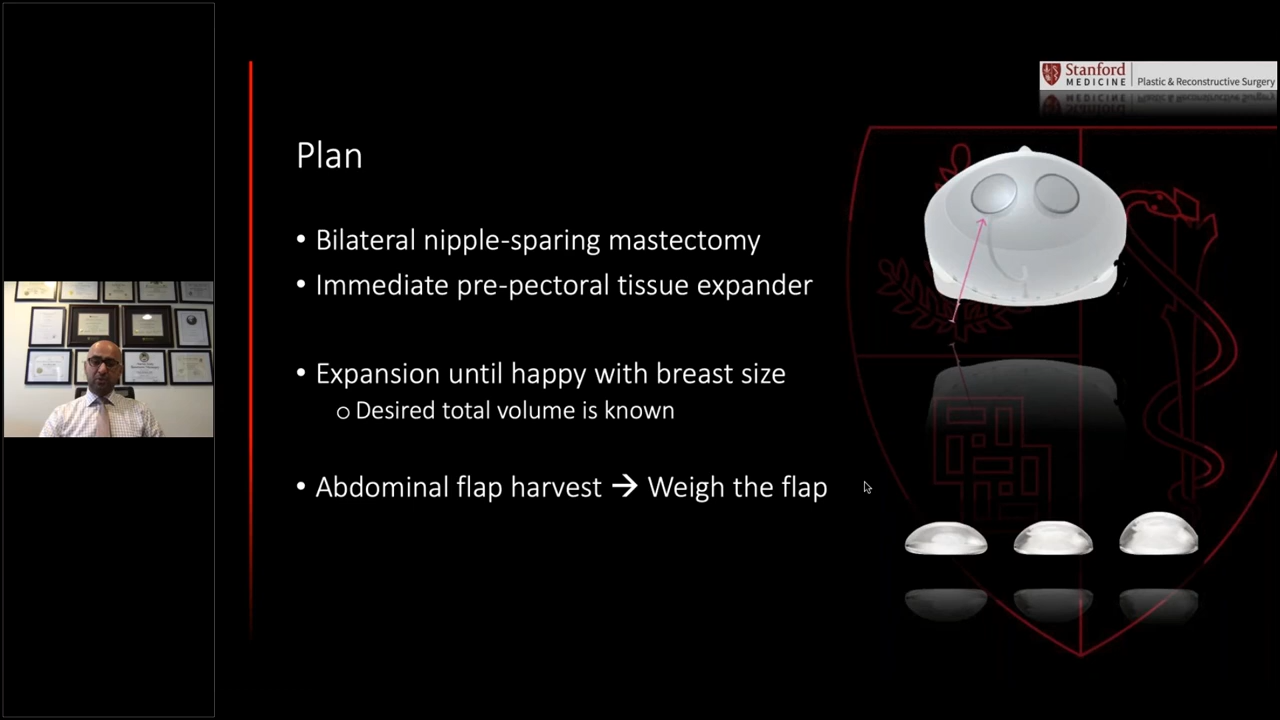 Stanford
MEDICINE
Plastic & Reconstructive Surgery
Plan
• Bilateral nipple-sparing mastectomy
• Immediate pre-pectoral tissue expander
• Expansion until happy with breast size
o Desired total volume is known
• Abdominal flap harvest → Weigh the flap